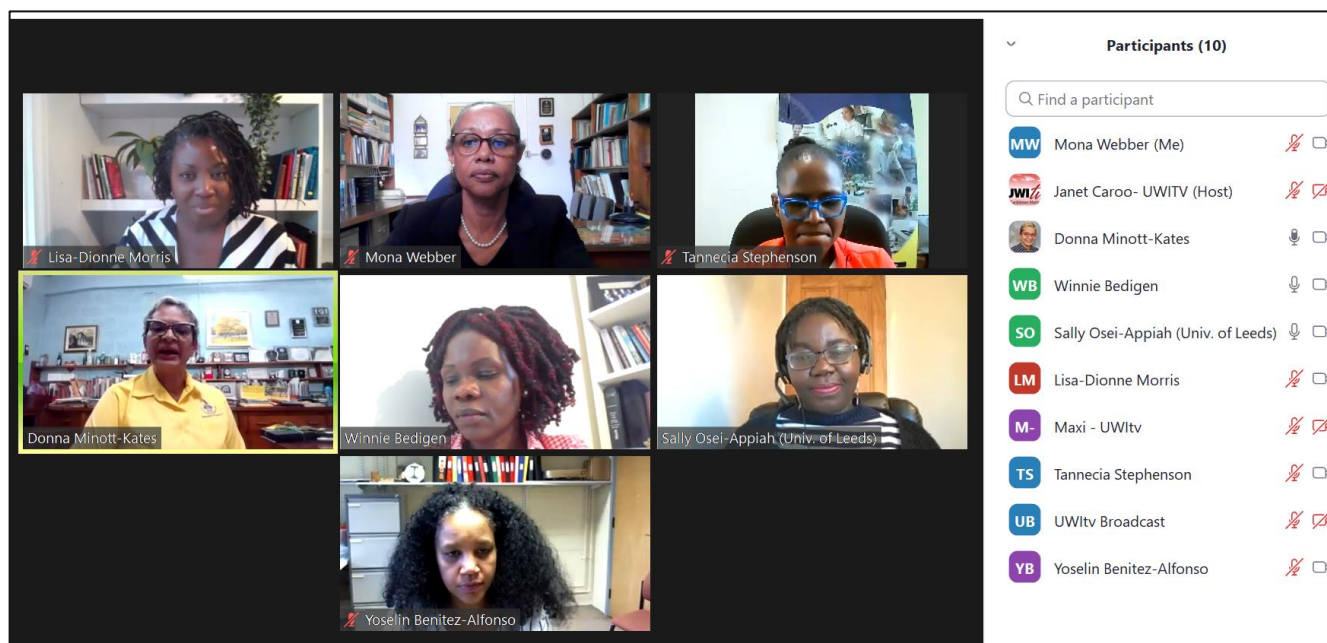 Lisa-Dionne Morris
Mona Webber
Tannecia Stephenson
Donna Minott-Kates
Winnie Bedigen
Sally Osei-Appiah (Univ. of Leeds)
Yoselin Benitez-Alfonso
Participants (10)
Find a participant
MW Mona Webber (Me)
Janet Caroo- UWITV (Host)
Donna Minott-Kates
WB Winnie Bedigen
SO Sally Osei-Appiah (Univ. of Leeds)
LM Lisa-Dionne Morris
M- Maxi - UWItv
TS Tannecia Stephenson
UB UWItv Broadcast
YB Yoselin Benitez-Alfonso